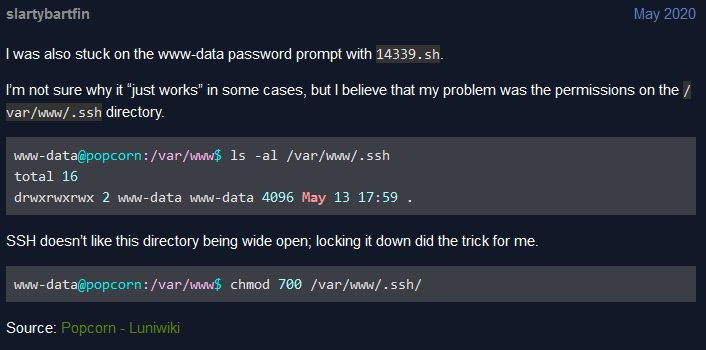 slartybartfin May 2020
I was also stuck on the www-data password prompt with 14339.sh.
I’m not sure why it “just works” in some cases, but I believe that my problem was the permissions on the /
var/www/.ssh directory.
www-data@popcorn:/var/www$ ls -al /var/www/.ssh
total 16
drwxrwxrwx 2 www-data www-data 4096 May 13 17:59 .
SSH doesn’t like this directory being wide open; locking it down did the trick for me.
www-data@popcorn:/var/www$ chmod 700 /var/www/.ssh/
Source: Popcorn - Luniwiki